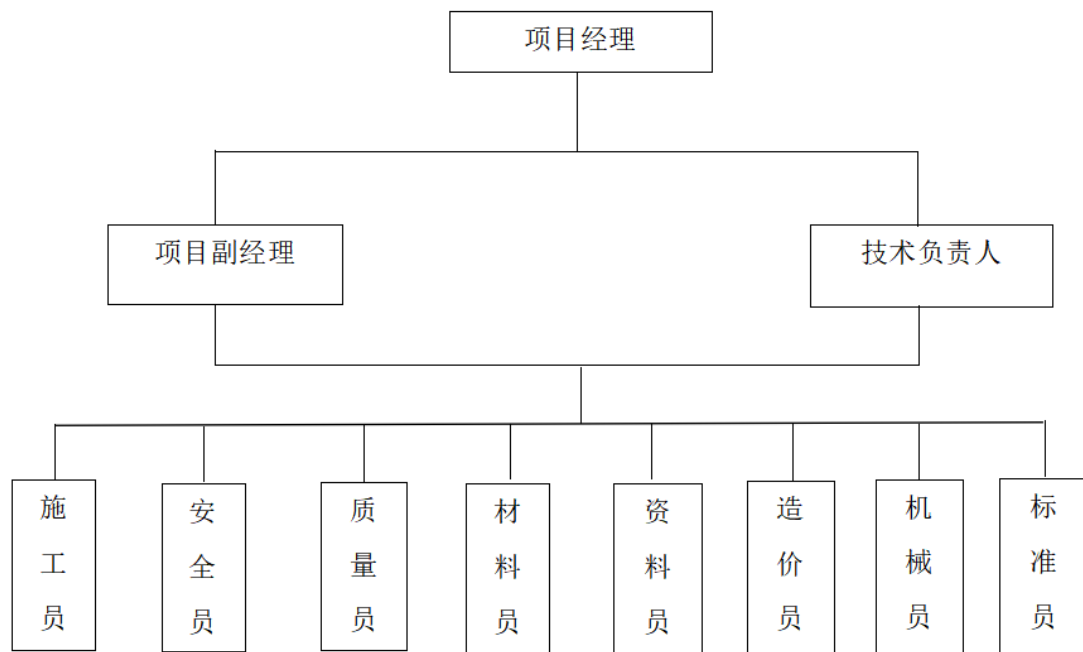 项目经理
项目副经理
技术负责人
施工员
安全员
质量员
材料员
资料员
造价员
机械员
标准员